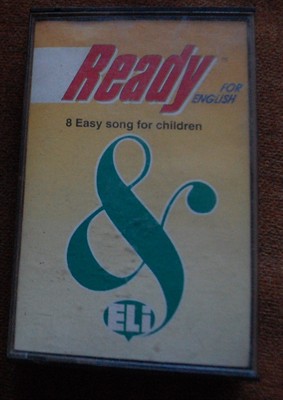 Ready
FOR
ENGLISH
8 Easy song for children
&
ELi